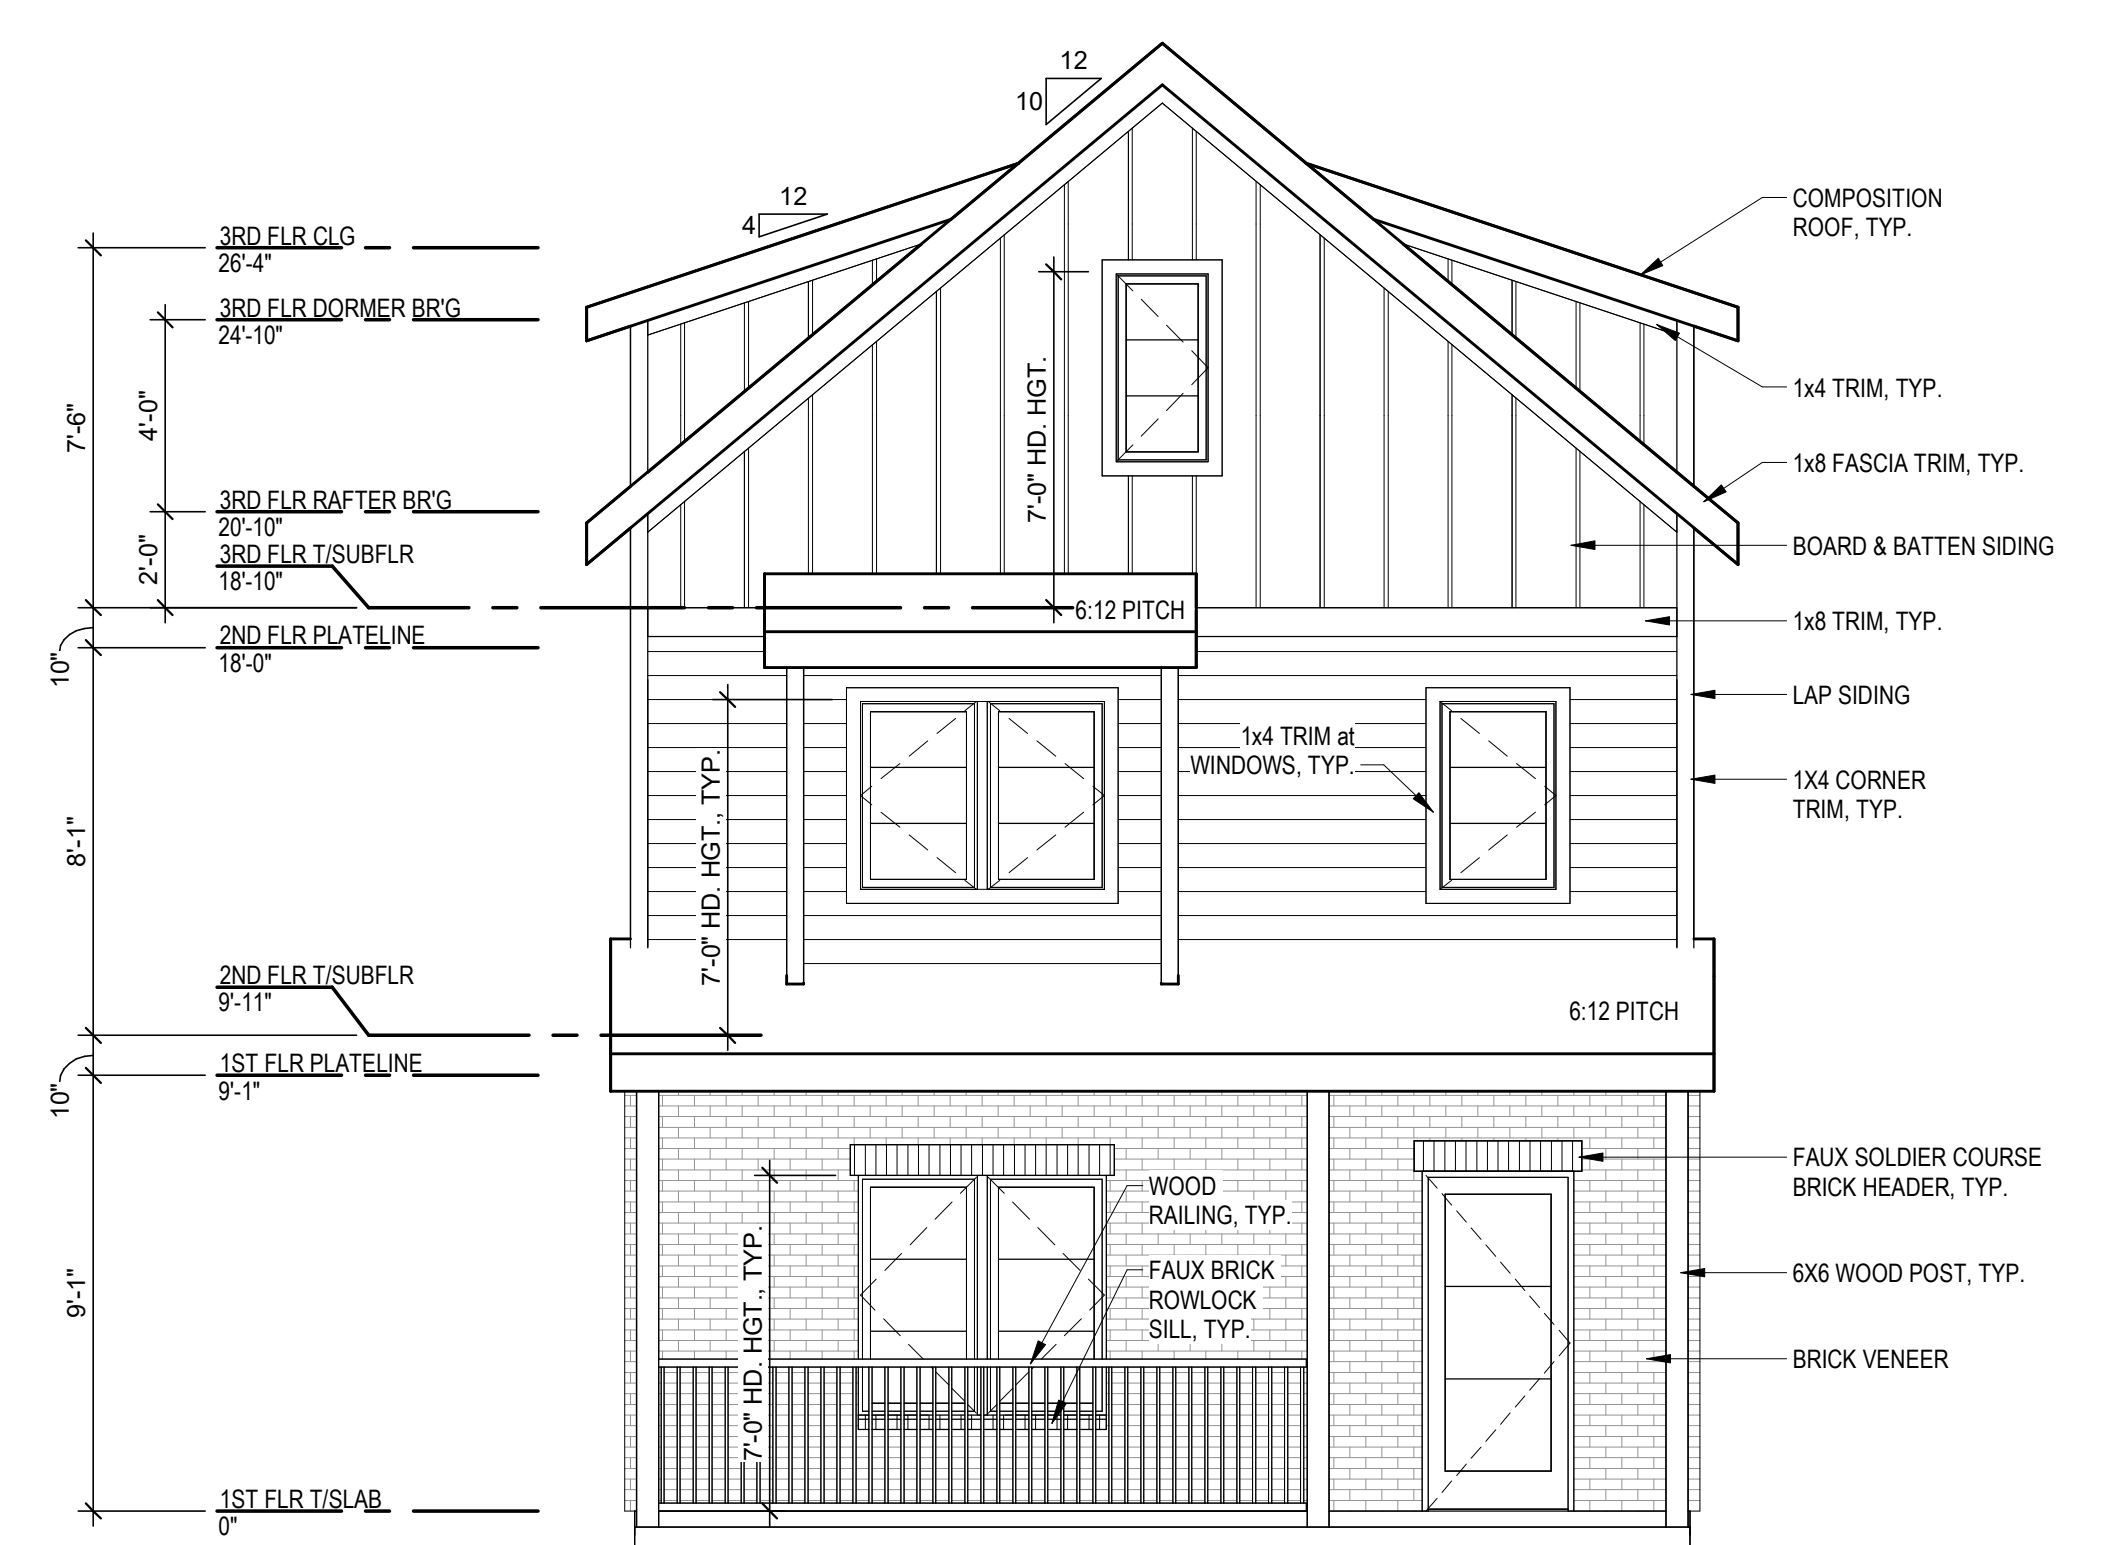 12
10
12
4
3RD FLR CLG
26'-4"
3RD FLR DORMER BR'G
24'-10"
3RD FLR RAFTER BR'G
20'-10"
3RD FLR T/SUBFLR
18'-10"
2ND FLR PLATELINE
18'-0"
2ND FLR T/SUBFLR
9'-11"
1ST FLR PLATELINE
9'-1"
1ST FLR T/SLAB
0"
7'-6"
4'-0"
2'-0"
10"
8'-1"
10"
9'-1"
7'-0" HD. HGT.
6:12 PITCH
7'-0" HD. HGT., TYP.
1x4 TRIM at
WINDOWS, TYP.
6:12 PITCH
7'-0" HD. HGT., TYP.
WOOD
RAILING, TYP.
FAUX BRICK
ROWLOCK
SILL, TYP.
COMPOSITION
ROOF, TYP.
1x4 TRIM, TYP.
1x8 FASCIA TRIM, TYP.
BOARD & BATTEN SIDING
1x8 TRIM, TYP.
LAP SIDING
1X4 CORNER
TRIM, TYP.
FAUX SOLDIER COURSE
BRICK HEADER, TYP.
6X6 WOOD POST, TYP.
BRICK VENEER